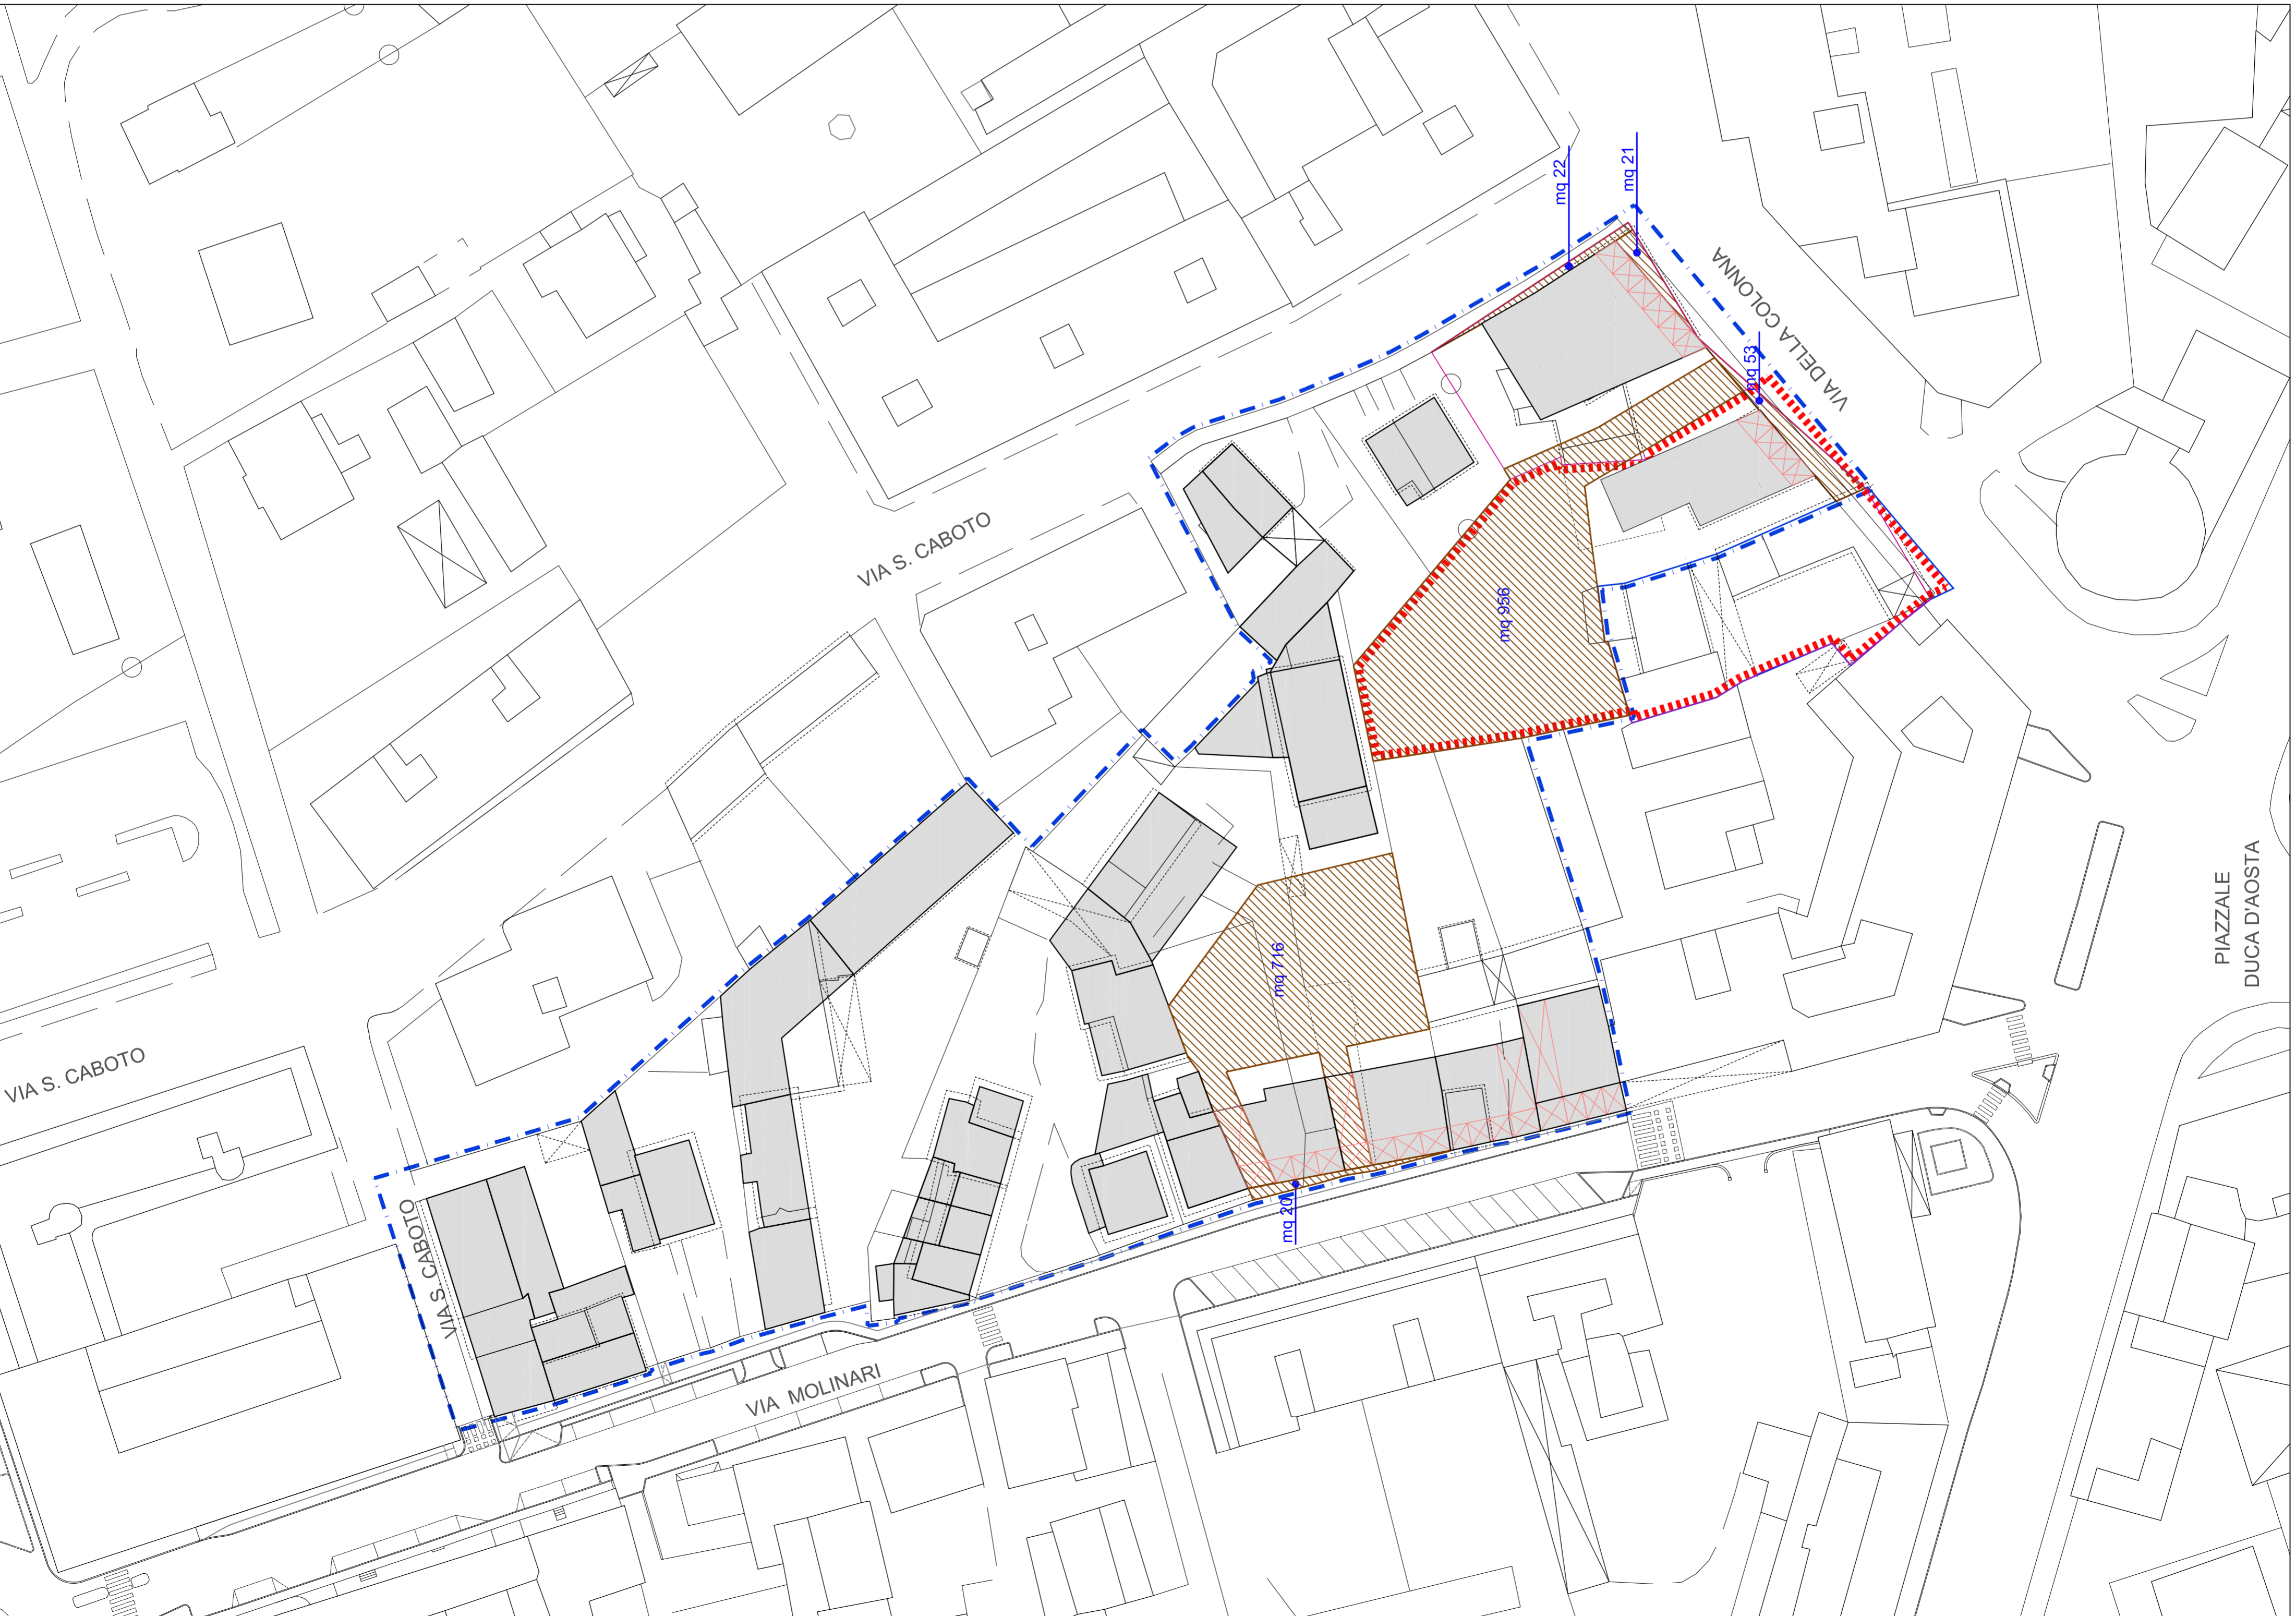 mq 22
mq 21
VIA DELLA COLONNA
mq 53
VIA S. CABOTO
mq 956
PIAZZALE
DUCA D'AOSTA
mq 716
VIA S. CABOTO
VIA S. CABOTO
mq 20
VIA MOLINARI